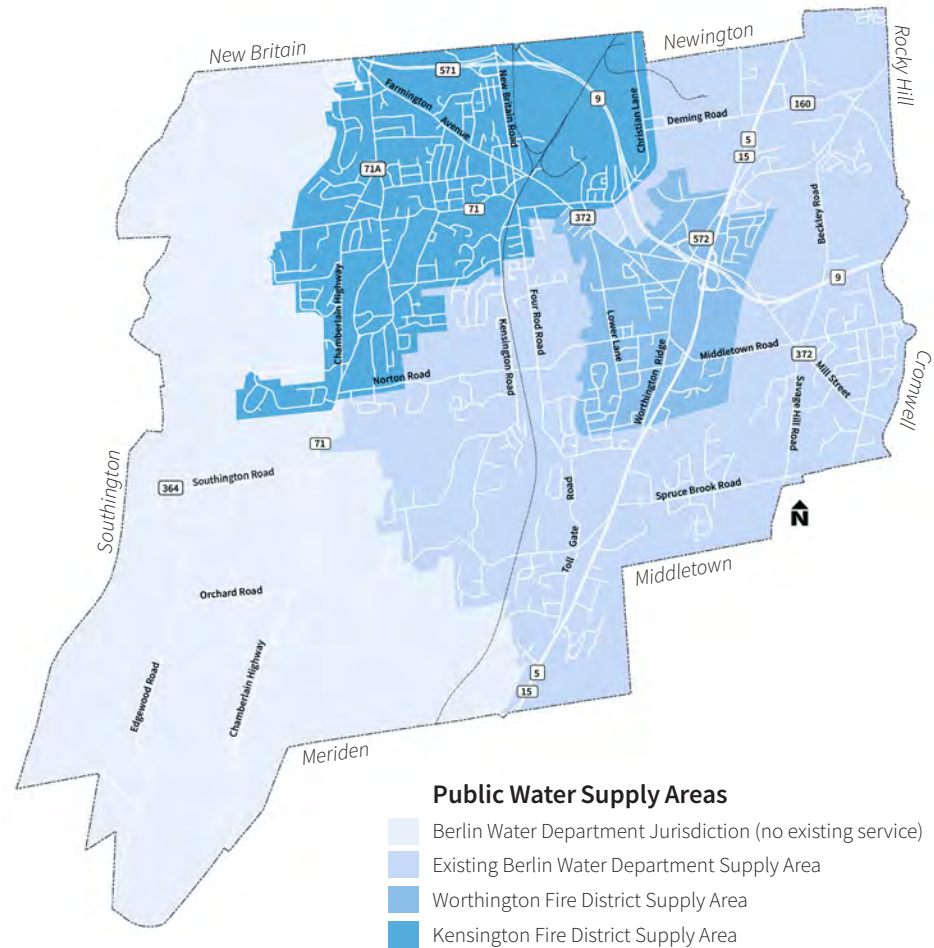 New Britain
Newington
Rocky Hill
571
Farmington
Avenue
New Britain Road
9
Christian Lane
160
Deming Road
5
15
71A
71
372
572
Beckley Road
9
Chamberlain Highway
Four Rod Road
Kensington Road
Lower Lane
Worthington Ridge
Middletown Road
372
Mill Street
Savage Hill Road
Cromwell
Norton Road
71
Southington
364
Southington Road
Toll Gate Road
Spruce Brook Road
N
Middletown
Orchard Road
Edgewood Road
Chamberlain Highway
5
15
Meriden
Public Water Supply Areas
Berlin Water Department Jurisdiction (no existing service)
Existing Berlin Water Department Supply Area
Worthington Fire District Supply Area
Kensington Fire District Supply Area